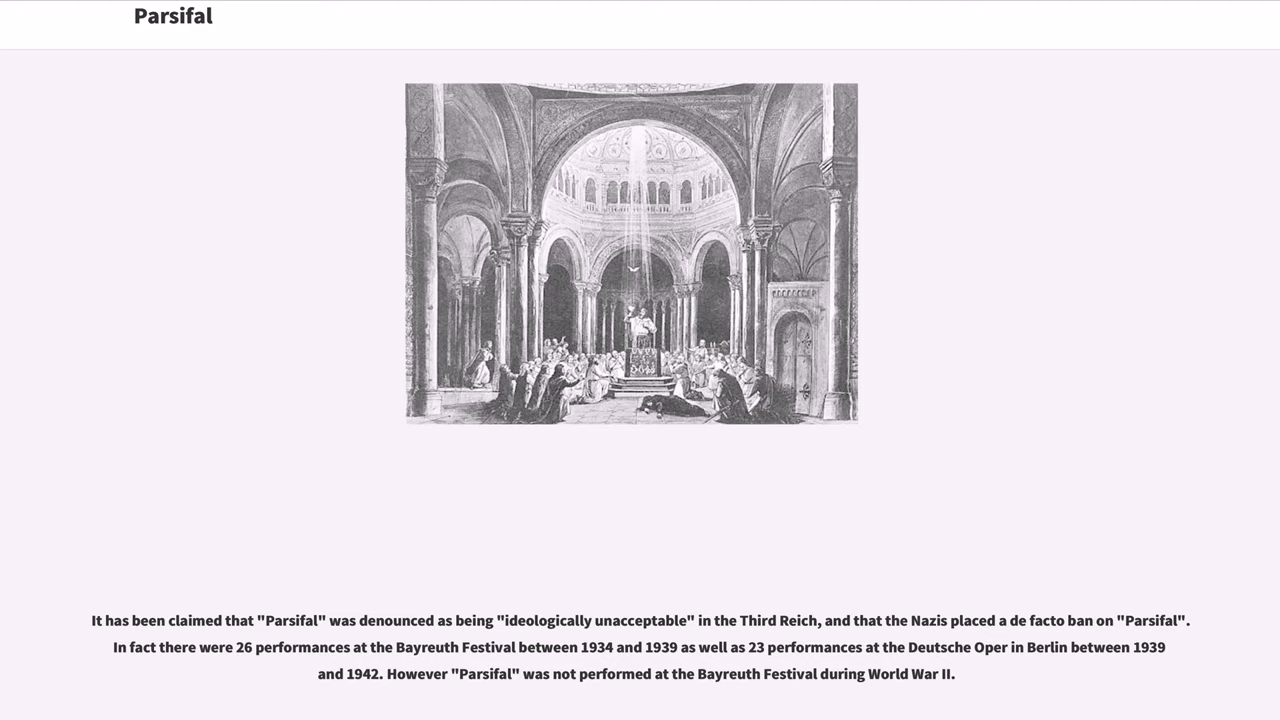 Parsifal
It has been claimed that "Parsifal" was denounced as being "ideologically unacceptable" in the Third Reich, and that the Nazis placed a de facto ban on "Parsifal".
In fact there were 26 performances at the Bayreuth Festival between 1934 and 1939 as well as 23 performances at the Deutsche Oper in Berlin between 1939
and 1942. However "Parsifal" was not performed at the Bayreuth Festival during World War II.